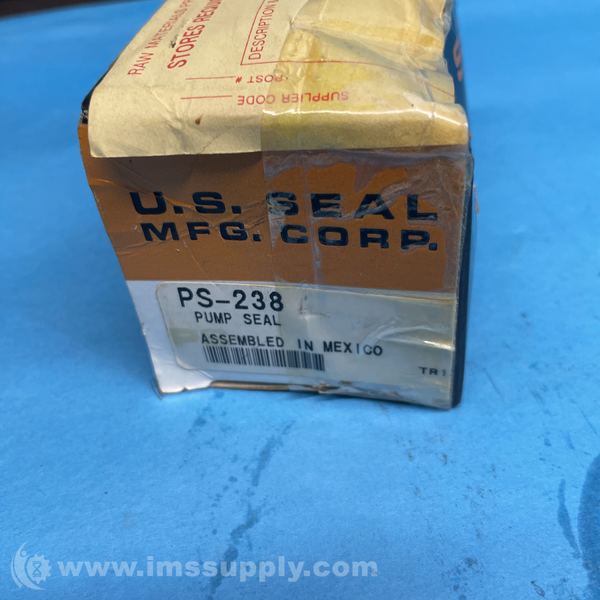 RAW MATERIALS
STORES
DESCRIPTION
POST #
SUPPLIER CODE
U.S. SEAL
MFG. CORP.
PS-238
PUMP SEAL
ASSEMBLED IN MEXICO
TR1
www.imssupply.com